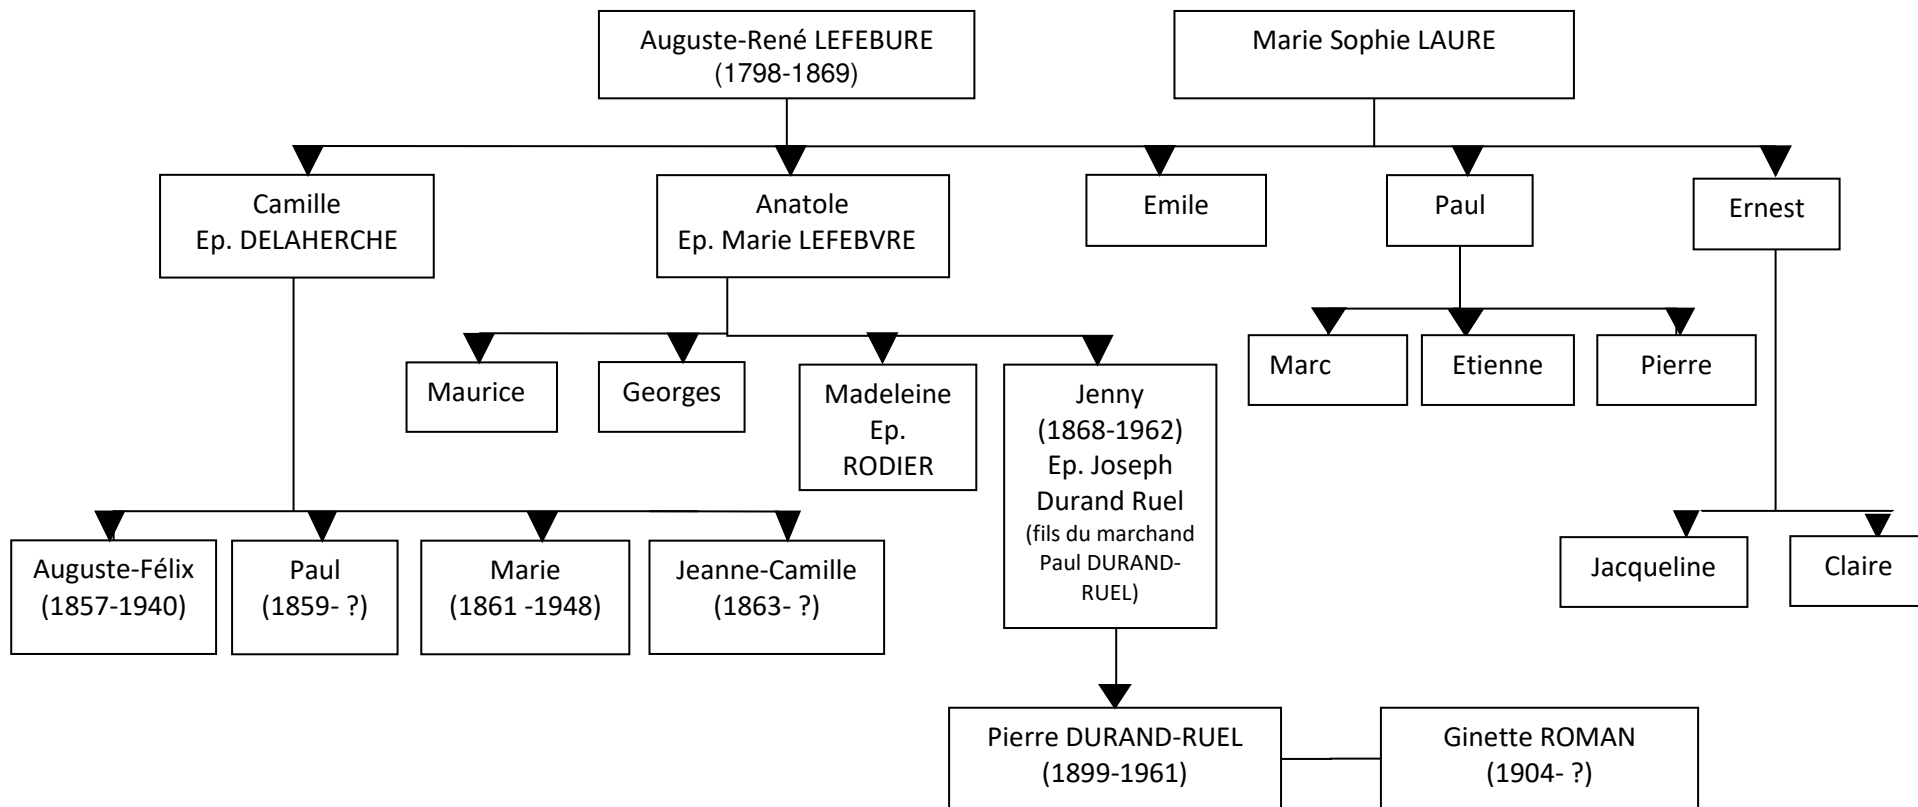 Auguste-René LEFEBURE
(1798-1869)
Marie Sophie LAURE
Camille
Ep. DELAHERCHE
Anatole
Ep. Marie LEFEBVRE
Emile
Paul
Ernest
Maurice
Georges
Madeleine
Ep.
RODIER
Jenny
(1868-1962)
Ep. Joseph
Durand Ruel
(fils du marchand
Paul DURAND-
RUEL)
Marc
Etienne
Pierre
Auguste-Félix
(1857-1940)
Paul
(1859- ?)
Marie
(1861 -1948)
Jeanne-Camille
(1863- ?)
Jacqueline
Claire
Pierre DURAND-RUEL
(1899-1961)
Ginette ROMAN
(1904- ?)